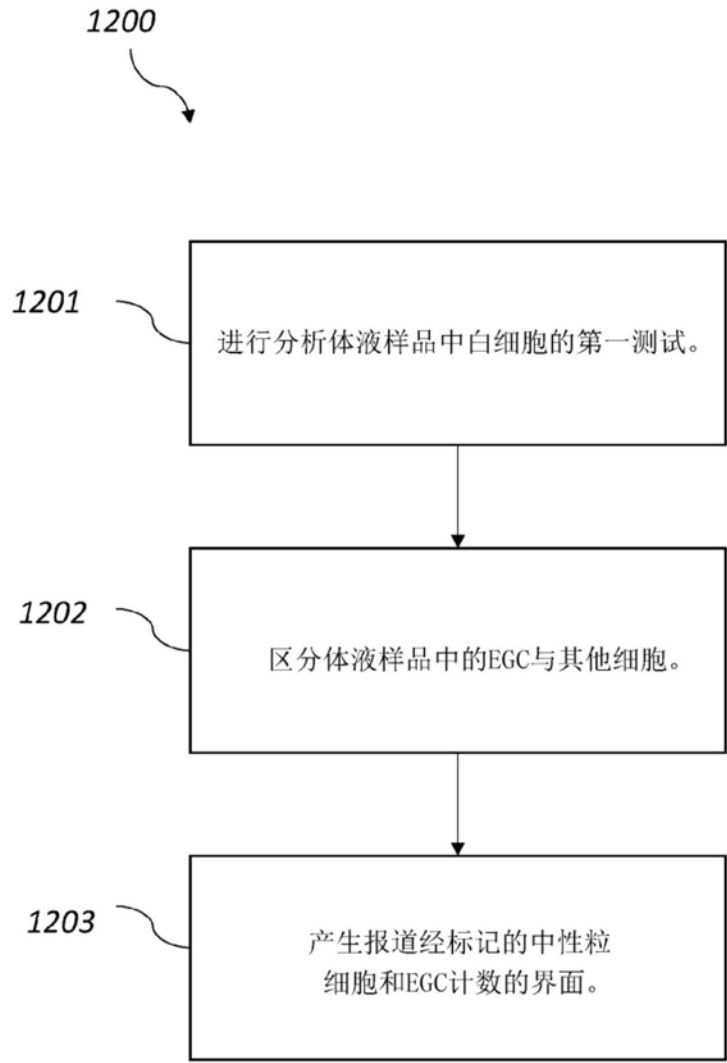 1200
1201
进行分析体液样品中白细胞的第一测试。
1202
区分体液样品中的EGC与其他细胞。
1203
产生报道经标记的中性粒
细胞和EGC计数的界面。